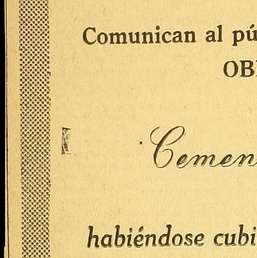 Comunican al pú
OB
Cemen
habiéndose cubi